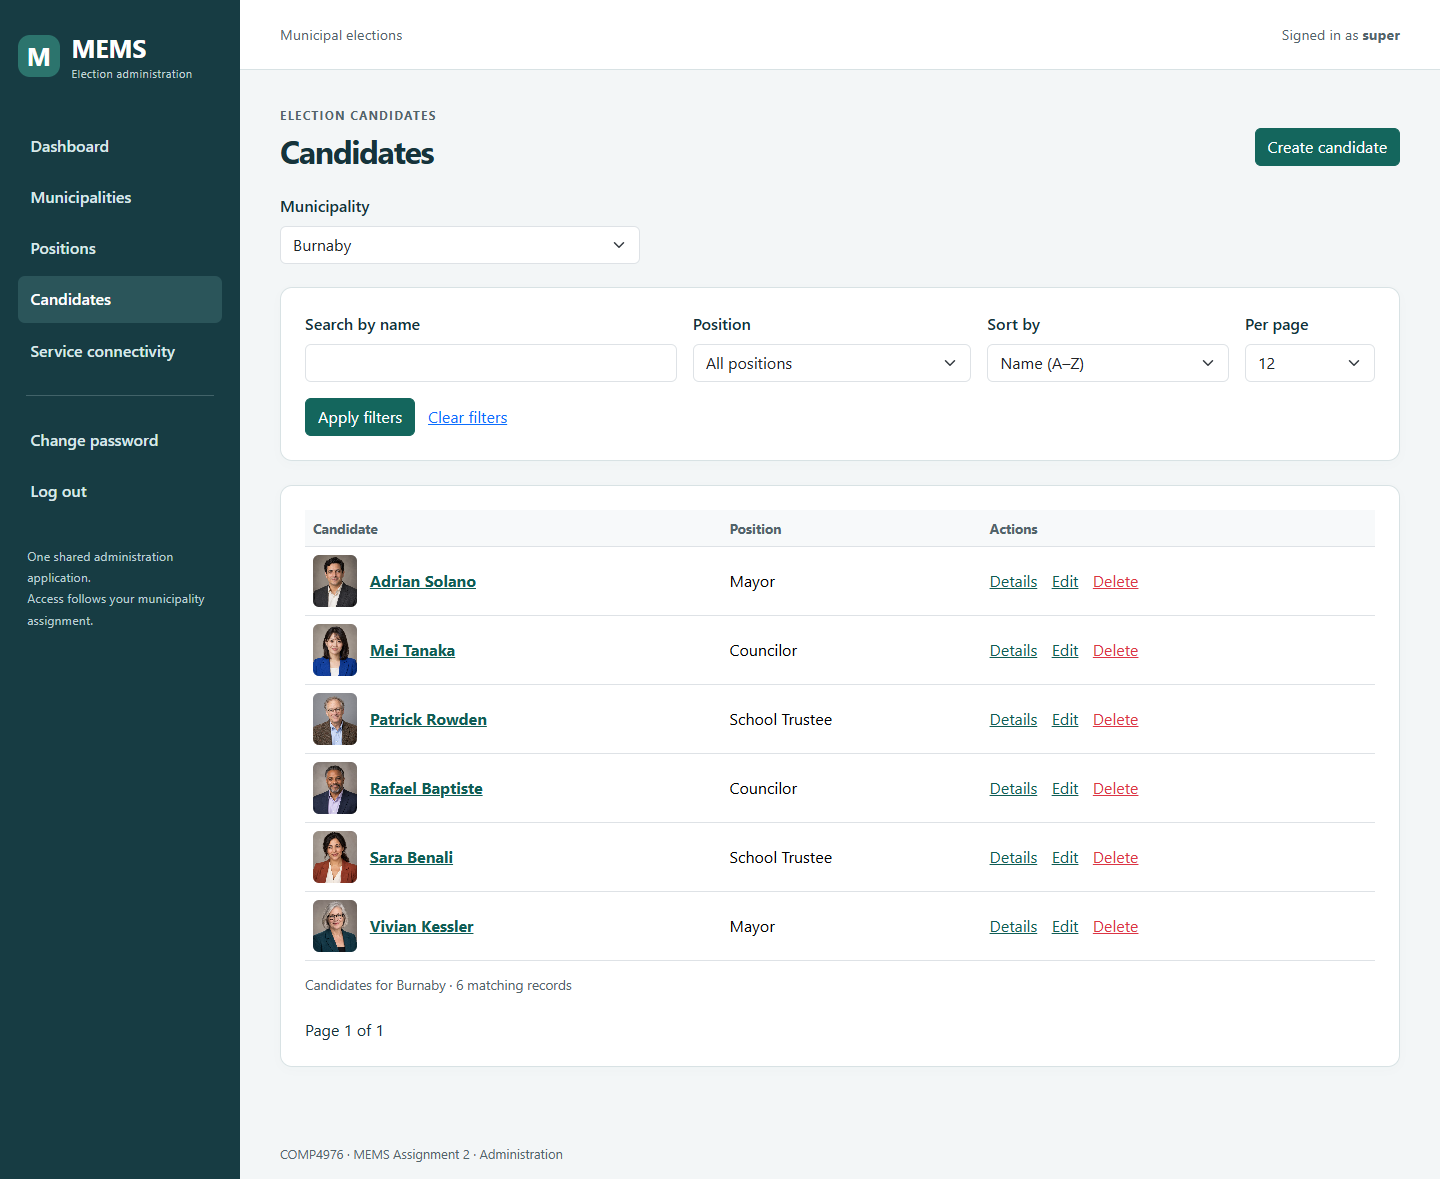 M
MEMS
Election administration
Dashboard
Municipalities
Positions
Candidates
Service connectivity
Change password
Log out
One shared administration
application.
Access follows your municipality
assignment.
Municipal elections
Signed in as super
ELECTION CANDIDATES
Candidates
Create candidate
Municipality
Burnaby
Search by name
Position
Sort by
Per page
All positions
Name (A–Z)
12
Apply filters
Clear filters
Candidate Position Actions
Adrian Solano Mayor Details Edit Delete
Mei Tanaka Councilor Details Edit Delete
Patrick Rowden School Trustee Details Edit Delete
Rafael Baptiste Councilor Details Edit Delete
Sara Benali School Trustee Details Edit Delete
Vivian Kessler Mayor Details Edit Delete
Candidates for Burnaby · 6 matching records
Page 1 of 1
COMP4976 · MEMS Assignment 2 · Administration